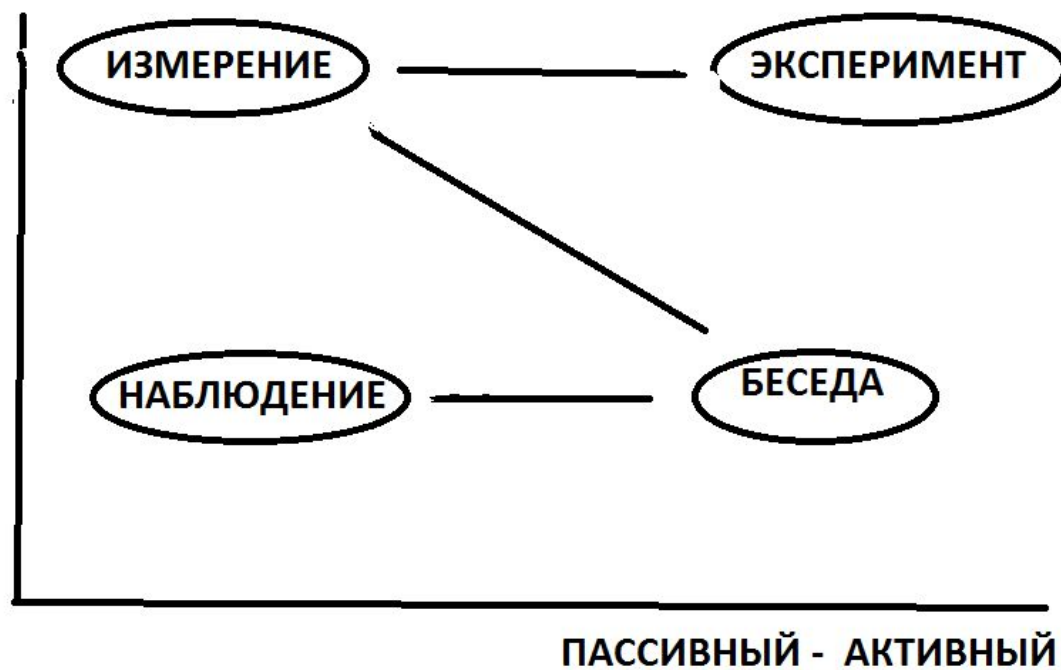 ИЗМЕРЕНИЕ
ЭКСПЕРИМЕНТ
НАБЛЮДЕНИЕ
БЕСЕДА
ПАССИВНЫЙ - АКТИВНЫЙ